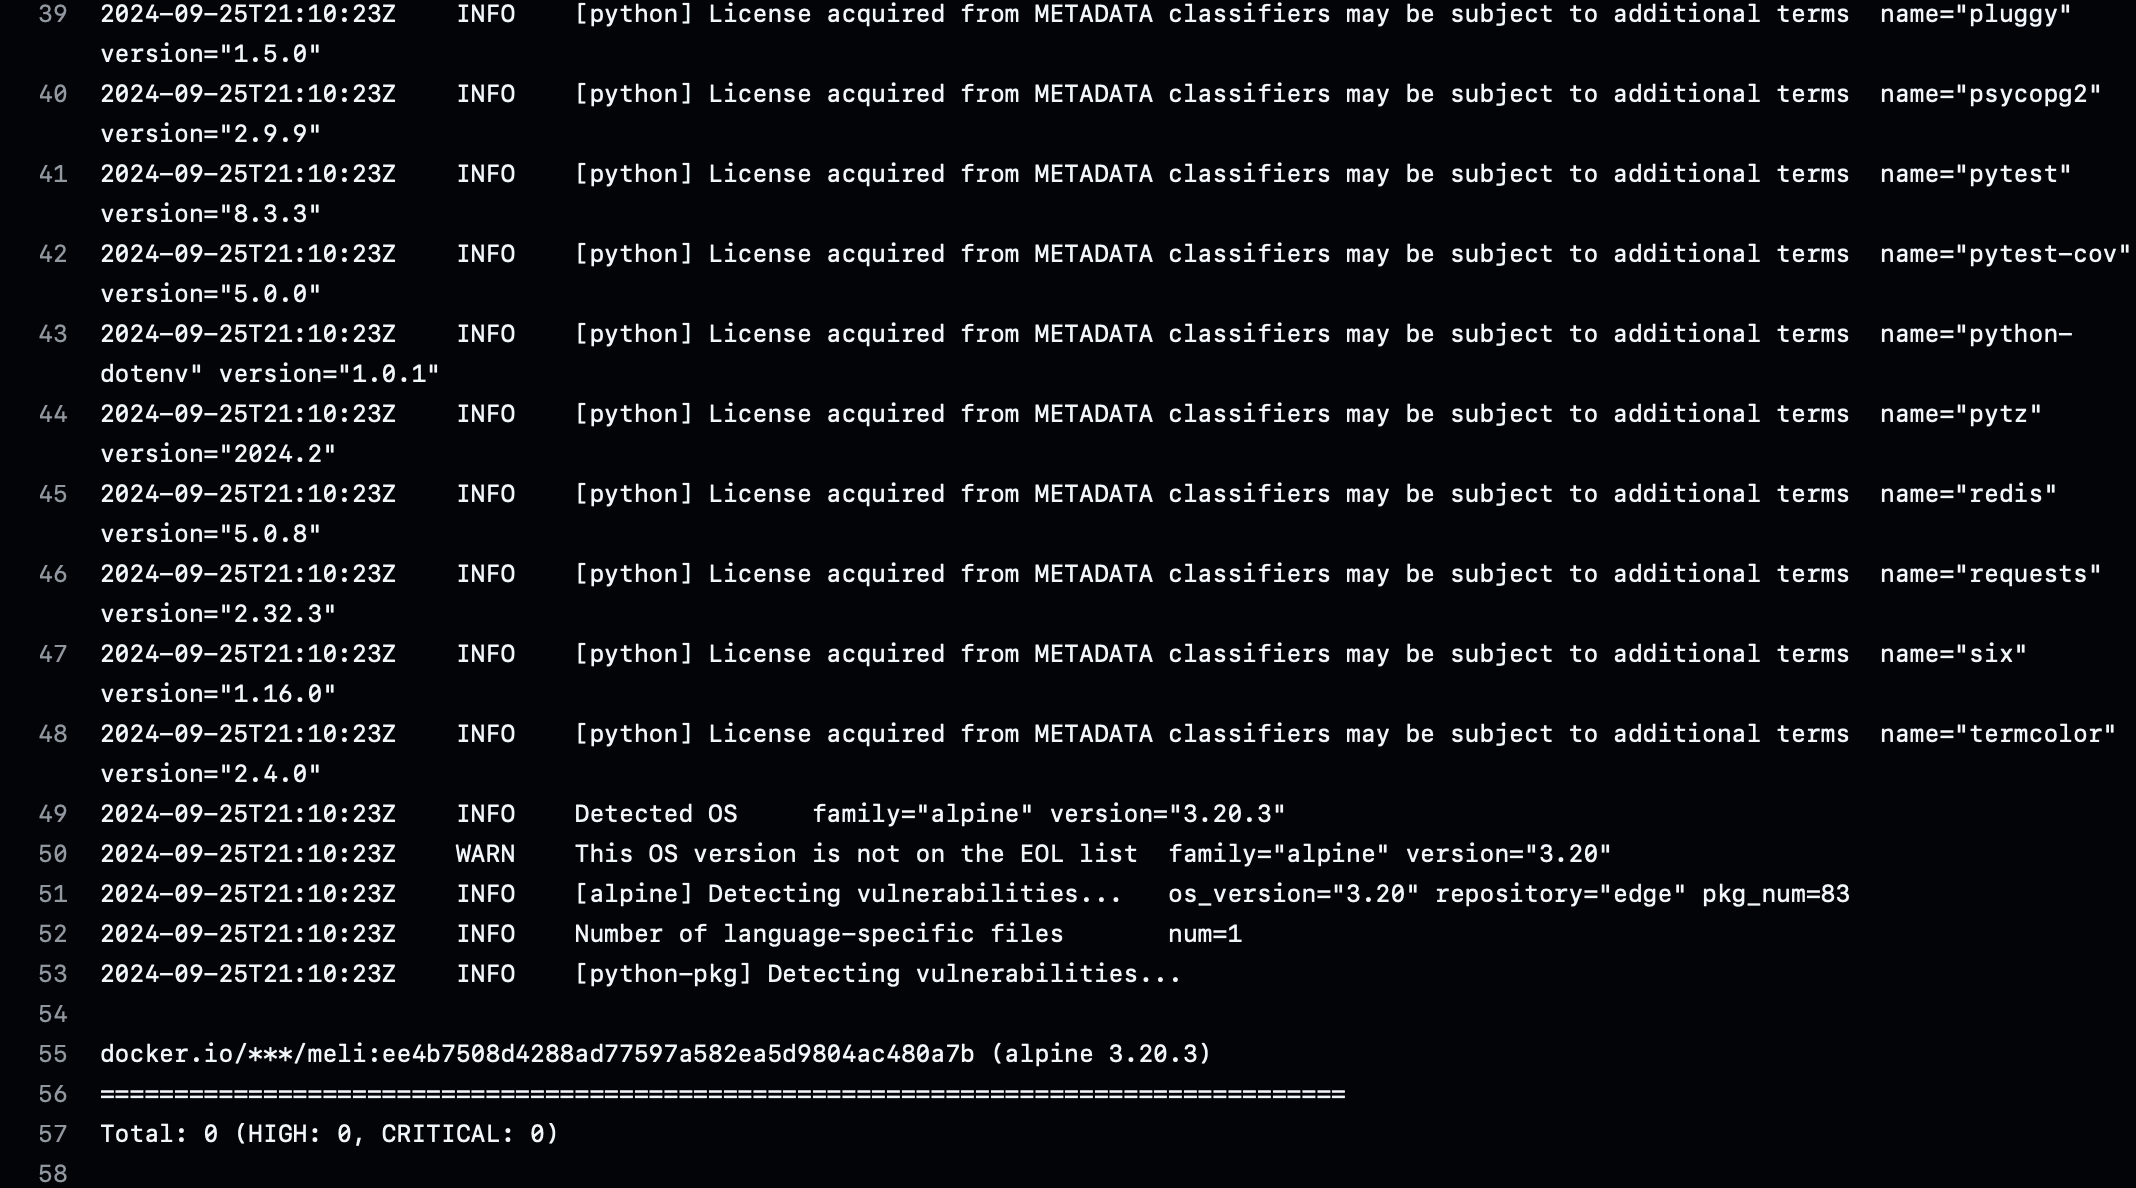 39 2024-09-25T21:10:23Z INFO [python] License acquired from METADATA classifiers may be subject to additional terms name="pluggy"
version="1.5.0"
40 2024-09-25T21:10:23Z INFO [python] License acquired from METADATA classifiers may be subject to additional terms name="psycopg2"
version="2.9.9"
41 2024-09-25T21:10:23Z INFO [python] License acquired from METADATA classifiers may be subject to additional terms name="pytest"
version="8.3.3"
42 2024-09-25T21:10:23Z INFO [python] License acquired from METADATA classifiers may be subject to additional terms name="pytest-cov"
version="5.0.0"
43 2024-09-25T21:10:23Z INFO [python] License acquired from METADATA classifiers may be subject to additional terms name="python-
dotenv" version="1.0.1"
44 2024-09-25T21:10:23Z INFO [python] License acquired from METADATA classifiers may be subject to additional terms name="pytz"
version="2024.2"
45 2024-09-25T21:10:23Z INFO [python] License acquired from METADATA classifiers may be subject to additional terms name="redis"
version="5.0.8"
46 2024-09-25T21:10:23Z INFO [python] License acquired from METADATA classifiers may be subject to additional terms name="requests"
version="2.32.3"
47 2024-09-25T21:10:23Z INFO [python] License acquired from METADATA classifiers may be subject to additional terms name="six"
version="1.16.0"
48 2024-09-25T21:10:23Z INFO [python] License acquired from METADATA classifiers may be subject to additional terms name="termcolor"
version="2.4.0"
49 2024-09-25T21:10:23Z INFO Detected OS family="alpine" version="3.20.3"
50 2024-09-25T21:10:23Z WARN This OS version is not on the EOL list family="alpine" version="3.20"
51 2024-09-25T21:10:23Z INFO [alpine] Detecting vulnerabilities... os_version="3.20" repository="edge" pkg_num=83
52 2024-09-25T21:10:23Z INFO Number of language-specific files num=1
53 2024-09-25T21:10:23Z INFO [python-pkg] Detecting vulnerabilities...
54
55 docker.io/***/meli:ee4b7508d4288ad77597a582ea5d9804ac480a7b (alpine 3.20.3)
56 ====================================================================================
57 Total: 0 (HIGH: 0, CRITICAL: 0)
58